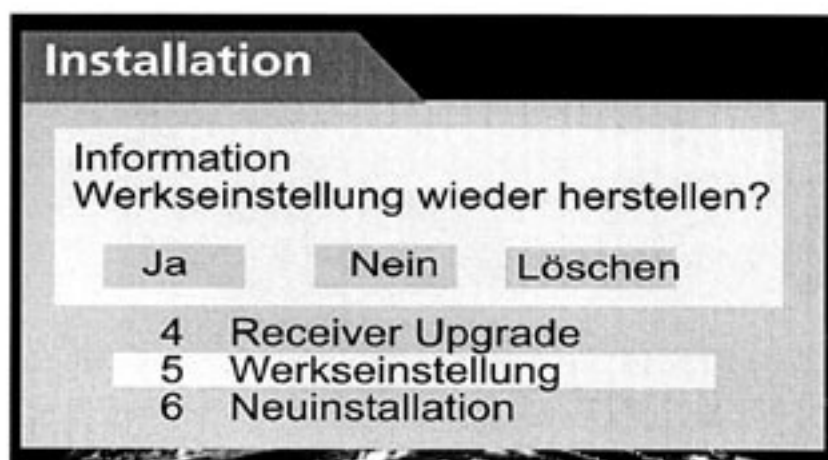 Installation
Information
Werkseinstellung wieder herstellen?
Ja Nein Löschen
4 Receiver Upgrade
5 Werkseinstellung
6 Neuinstallation